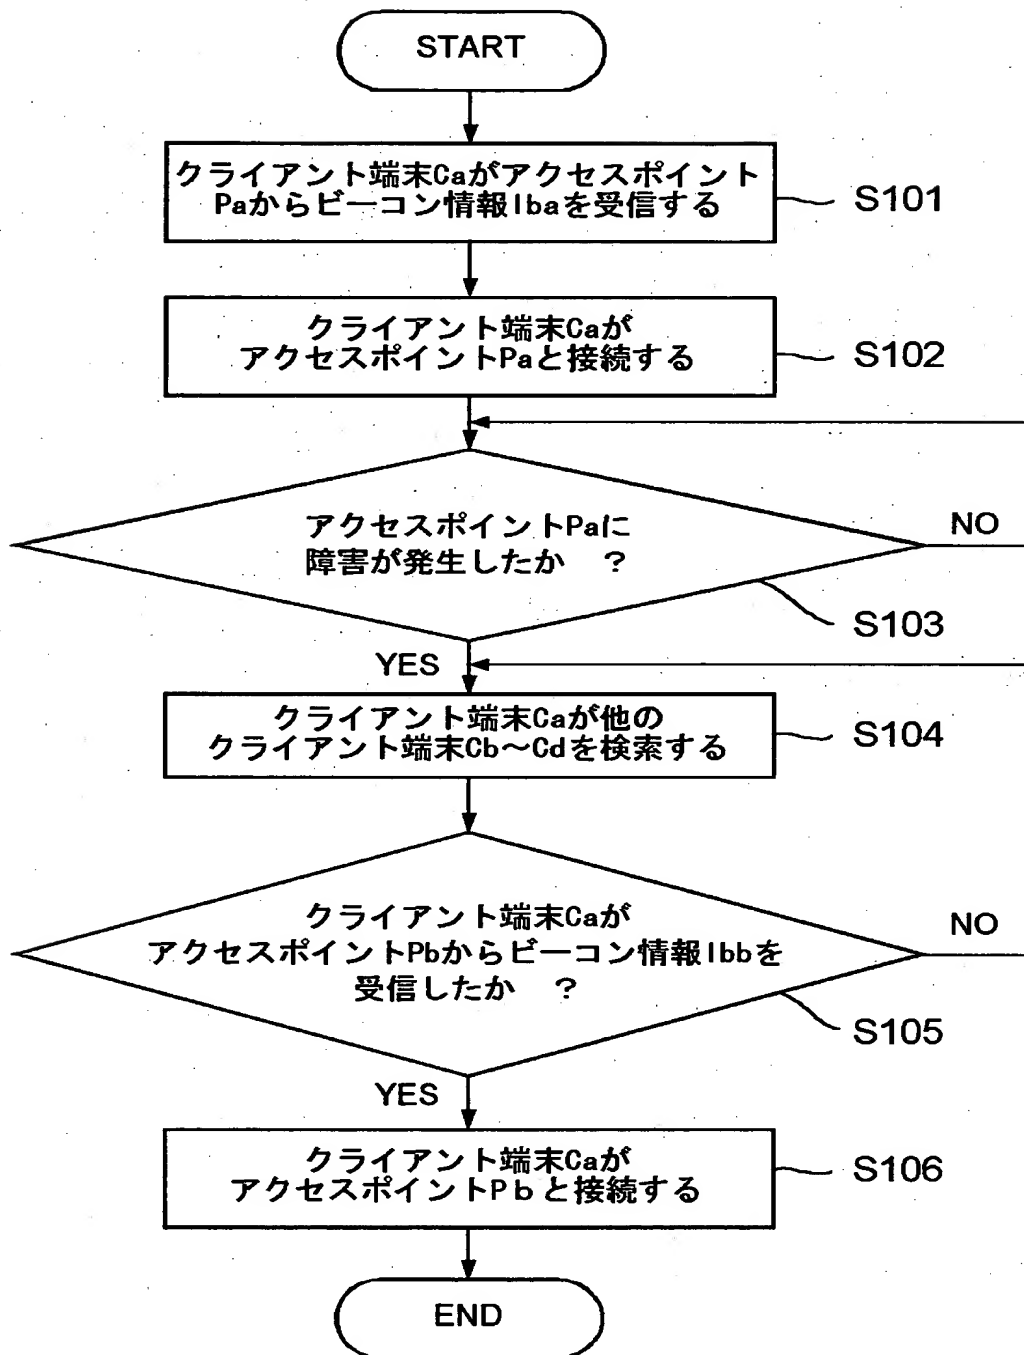 START
クライアント端末Caがアクセスポイント
Paからビーコン情報Ibaを受信する
S101
クライアント端末Caが
アクセスポイントPaと接続する
S102
アクセスポイントPaに
障害が発生したか　?
NO
S103
YES
クライアント端末Caが他の
クライアント端末Cb～Cdを検索する
S104
クライアント端末Caが
アクセスポイントPbからビーコン情報Ibbを
受信したか　?
NO
S105
YES
クライアント端末Caが
アクセスポイントPｂと接続する
S106
END